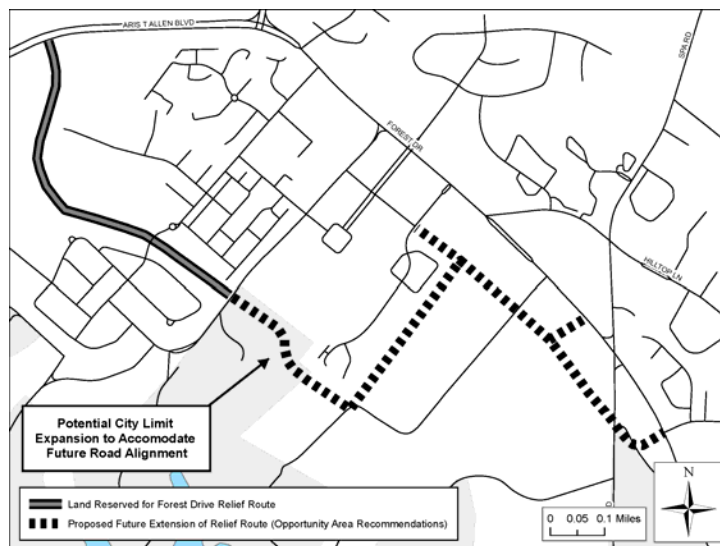 ARIS T ALLEN BLVD
SPA RD
FOREST DR
HILLTOP LN
Potential City Limit
Expansion to Accomodate
Future Road Alignment
N
D
Land Reserved for Forest Drive Relief Route
Proposed Future Extension of Relief Route (Opportunity Area Recommendations)
0 0.05 0.1 Miles